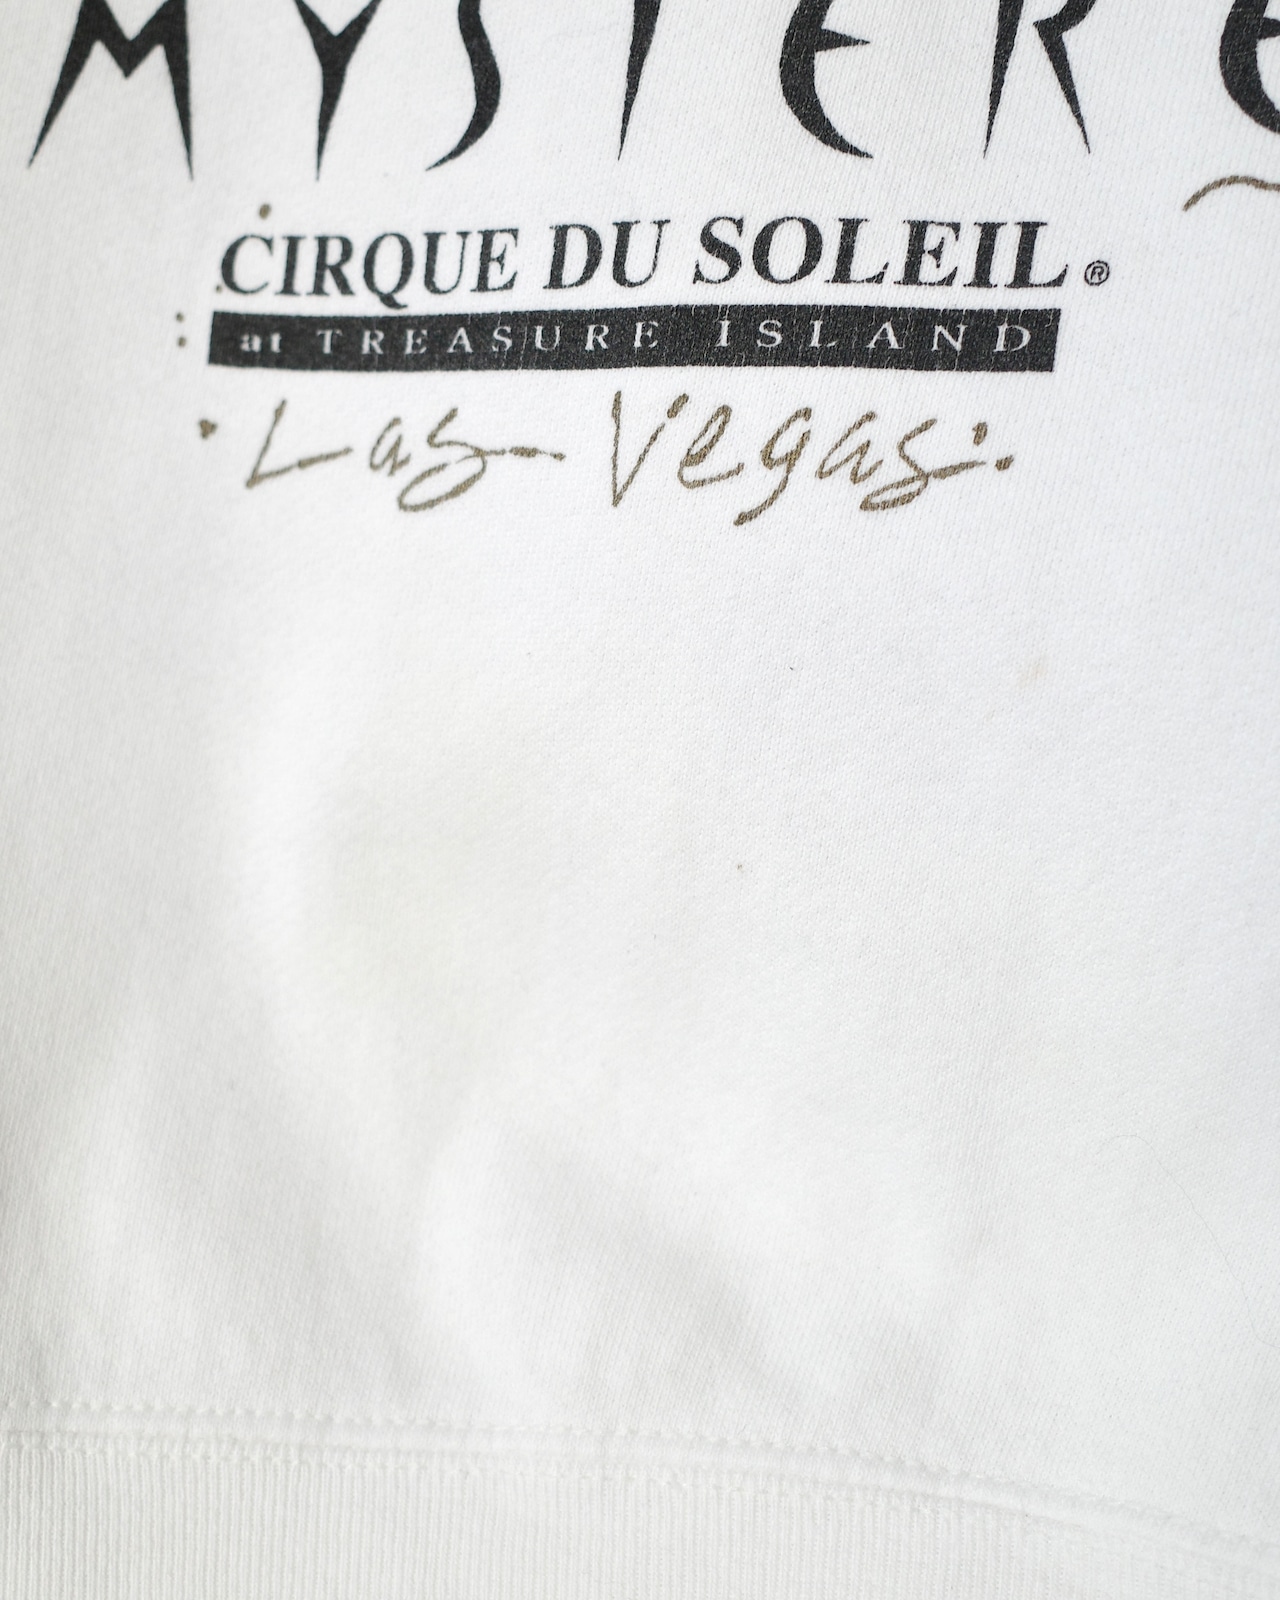 MYSTERE
CIRQUE DU SOLEIL®
at TREASURE ISLAND
Las Vegas